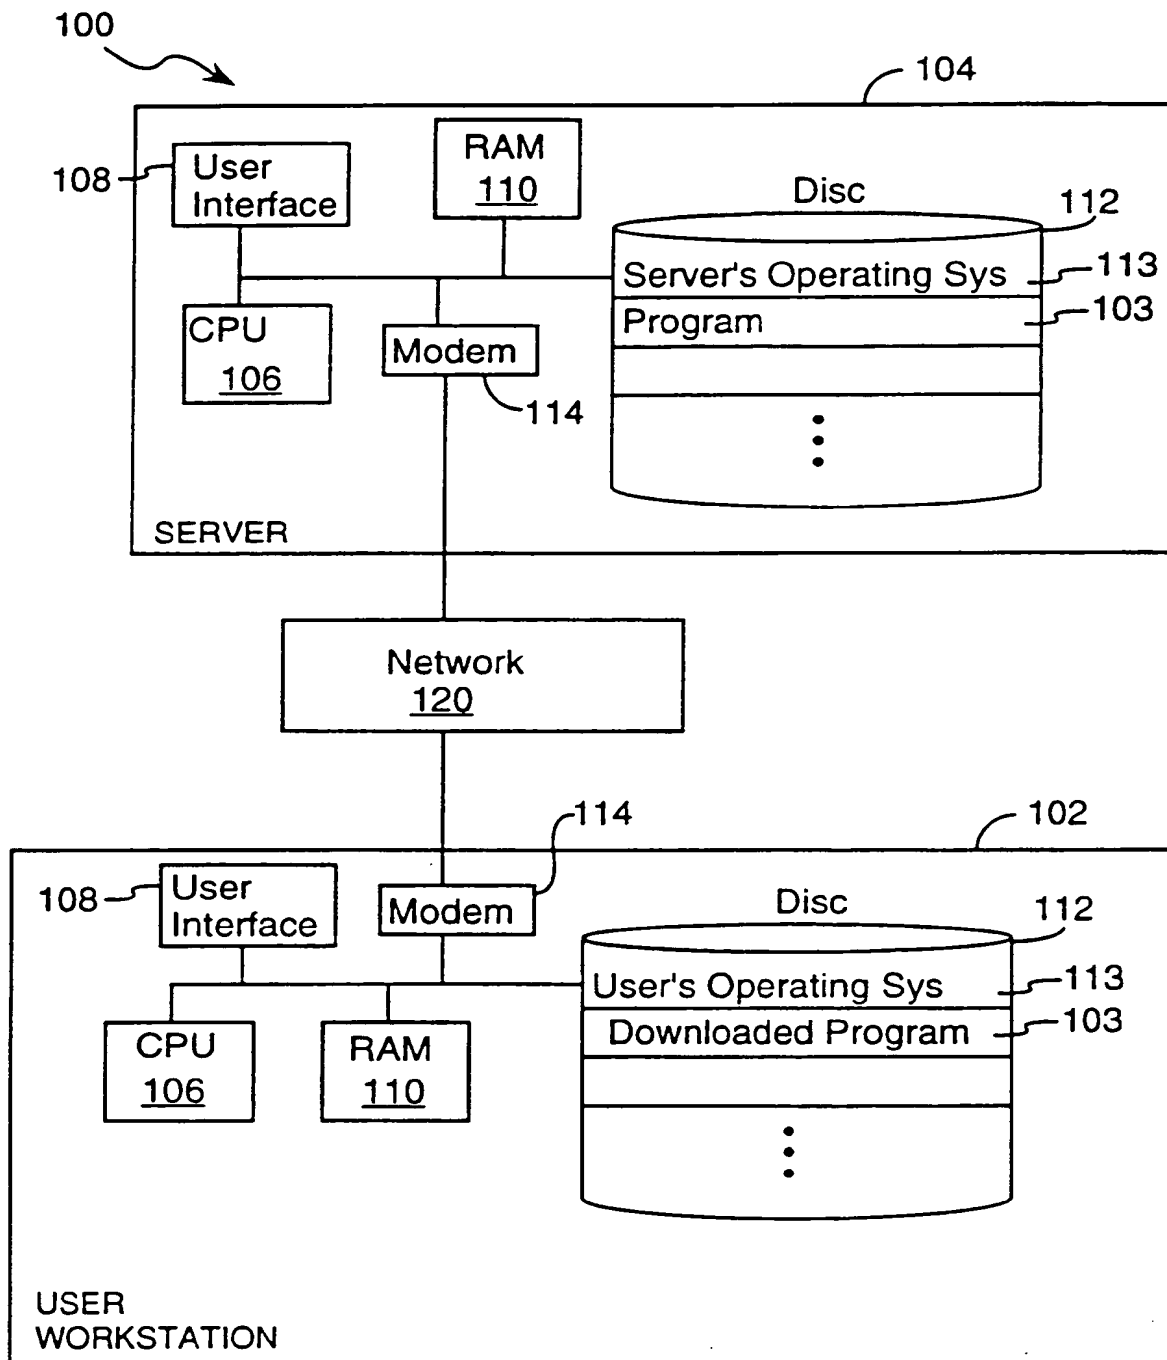 100
104
108
User
Interface
RAM
110
Disc
112
Server's Operating Sys
113
Program
103
CPU
106
Modem
114
SERVER
Network
120
114
102
108
User
Interface
Modem
Disc
112
User's Operating Sys
113
Downloaded Program
103
CPU
106
RAM
110
USER
WORKSTATION